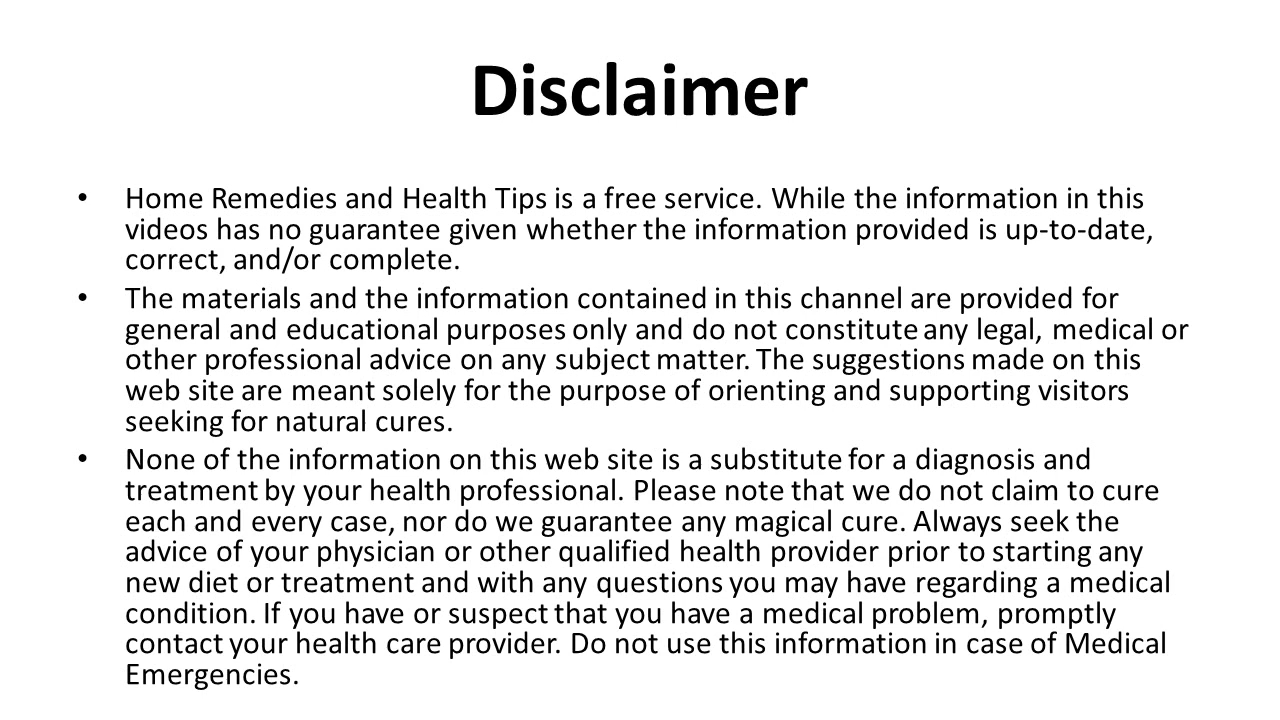 Disclaimer
• Home Remedies and Health Tips is a free service. While the information in this
videos has no guarantee given whether the information provided is up-to-date,
correct, and/or complete.
• The materials and the information contained in this channel are provided for
general and educational purposes only and do not constitute any legal, medical or
other professional advice on any subject matter. The suggestions made on this
web site are meant solely for the purpose of orienting and supporting visitors
seeking for natural cures.
• None of the information on this web site is a substitute for a diagnosis and
treatment by your health professional. Please note that we do not claim to cure
each and every case, nor do we guarantee any magical cure. Always seek the
advice of your physician or other qualified health provider prior to starting any
new diet or treatment and with any questions you may have regarding a medical
condition. If you have or suspect that you have a medical problem, promptly
contact your health care provider. Do not use this information in case of Medical
Emergencies.